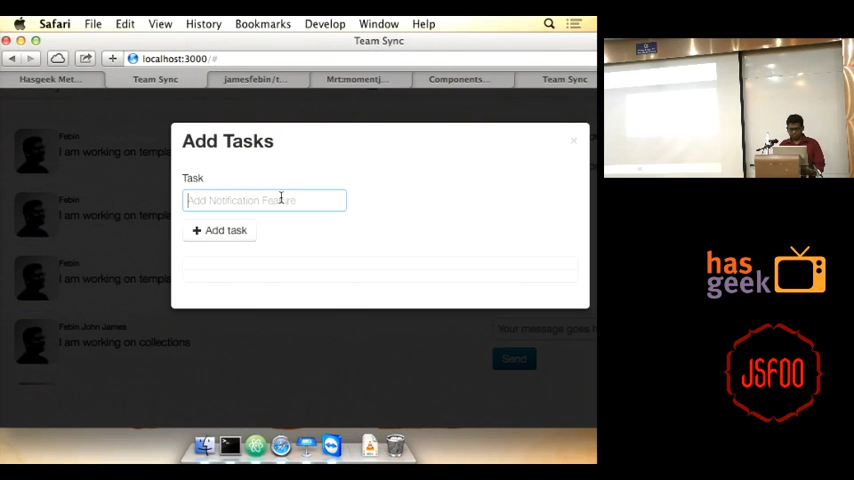 Safari File Edit View History Bookmarks Develop Window Help
Team Sync
localhost:3000/#
Hasgeek Met... Team Sync jamesfebin/t... Mrt:momentj... Components... Team Sync
Febin
I am working on templa
Febin
I am working on templa
Febin
I am working on templa
Febin John James
I am working on collections
Add Tasks
×
Task
Add Notification Feature
+ Add task
Your message goes h
Send
has
geek
JSFOO